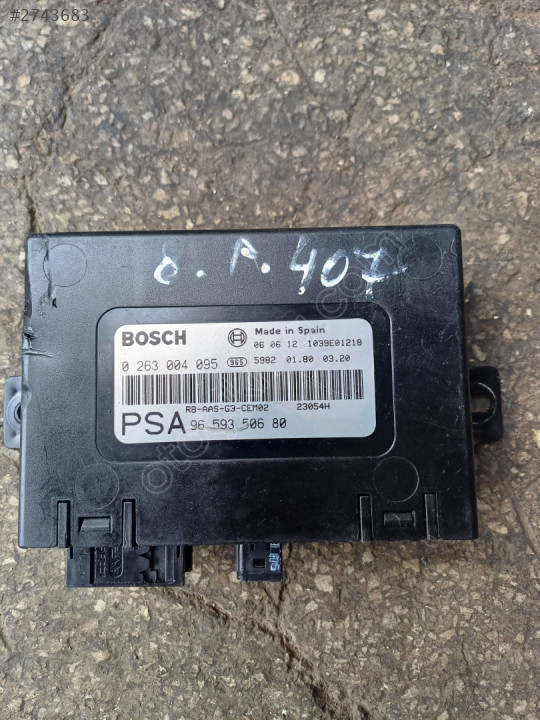 #2743683
Ö.A.407
BOSCH Made in Spain
06 06 12 1039E01218
0 263 004 095 965 5982 01.80 03.20
RB-AAS-G3-CEM02 23054H
PSA 96 593 506 80